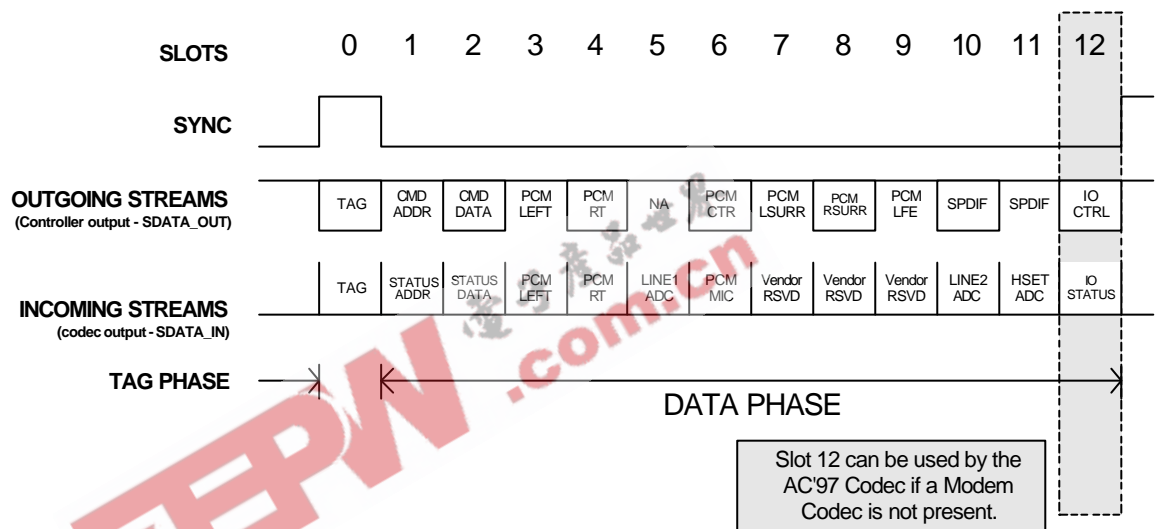 SLOTS 0 1 2 3 4 5 6 7 8 9 10 11 12
SYNC
OUTGOING STREAMS
(Controller output - SDATA_OUT)
TAG
CMD
ADDR
CMD
DATA
PCM
LEFT
PCM
RT
NA
PCM
CTR
PCM
LSURR
PCM
RSURR
PCM
LFE
SPDIF
SPDIF
IO
CTRL
INCOMING STREAMS
(codec output - SDATA_IN)
TAG
STATUS
ADDR
STATUS
DATA
PCM
LEFT
PCM
RT
LINE1
ADC
PCM
MIC
Vendor
RSVD
Vendor
RSVD
Vendor
RSVD
LINE2
ADC
HSET
ADC
IO
STATUS
TAG PHASE
DATA PHASE
Slot 12 can be used by the
AC'97 Codec if a Modem
Codec is not present.
.com.cn